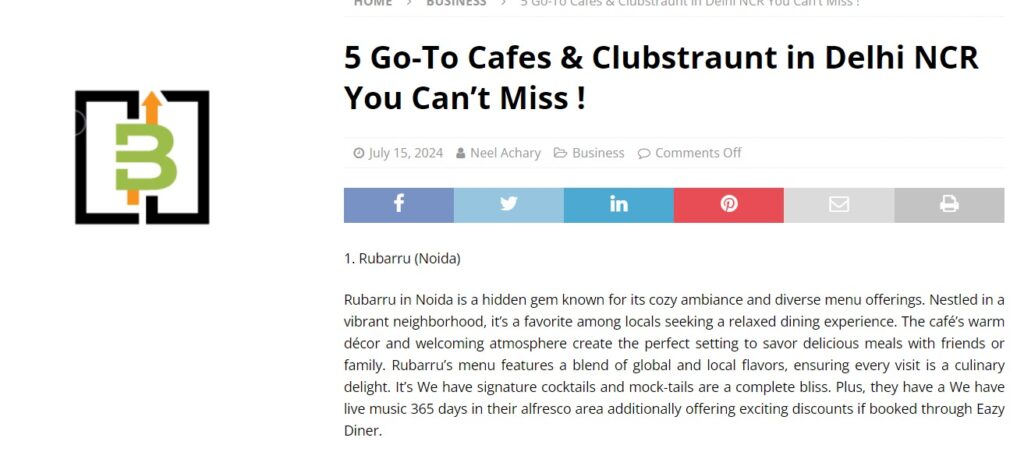 HOME > BUSINESS > 5 Go-To Cafes & Clubstraunt in Delhi NCR You Can't Miss !
5 Go-To Cafes & Clubstraunt in Delhi NCR
You Can’t Miss !
July 15, 2024 Neel Achary Business Comments Off
B
1. Rubarru (Noida)
Rubarru in Noida is a hidden gem known for its cozy ambiance and diverse menu offerings. Nestled in a
vibrant neighborhood, it’s a favorite among locals seeking a relaxed dining experience. The café’s warm
décor and welcoming atmosphere create the perfect setting to savor delicious meals with friends or
family. Rubarru’s menu features a blend of global and local flavors, ensuring every visit is a culinary
delight. It’s We have signature cocktails and mock-tails are a complete bliss. Plus, they have a We have
live music 365 days in their alfresco area additionally offering exciting discounts if booked through Eazy
Diner.